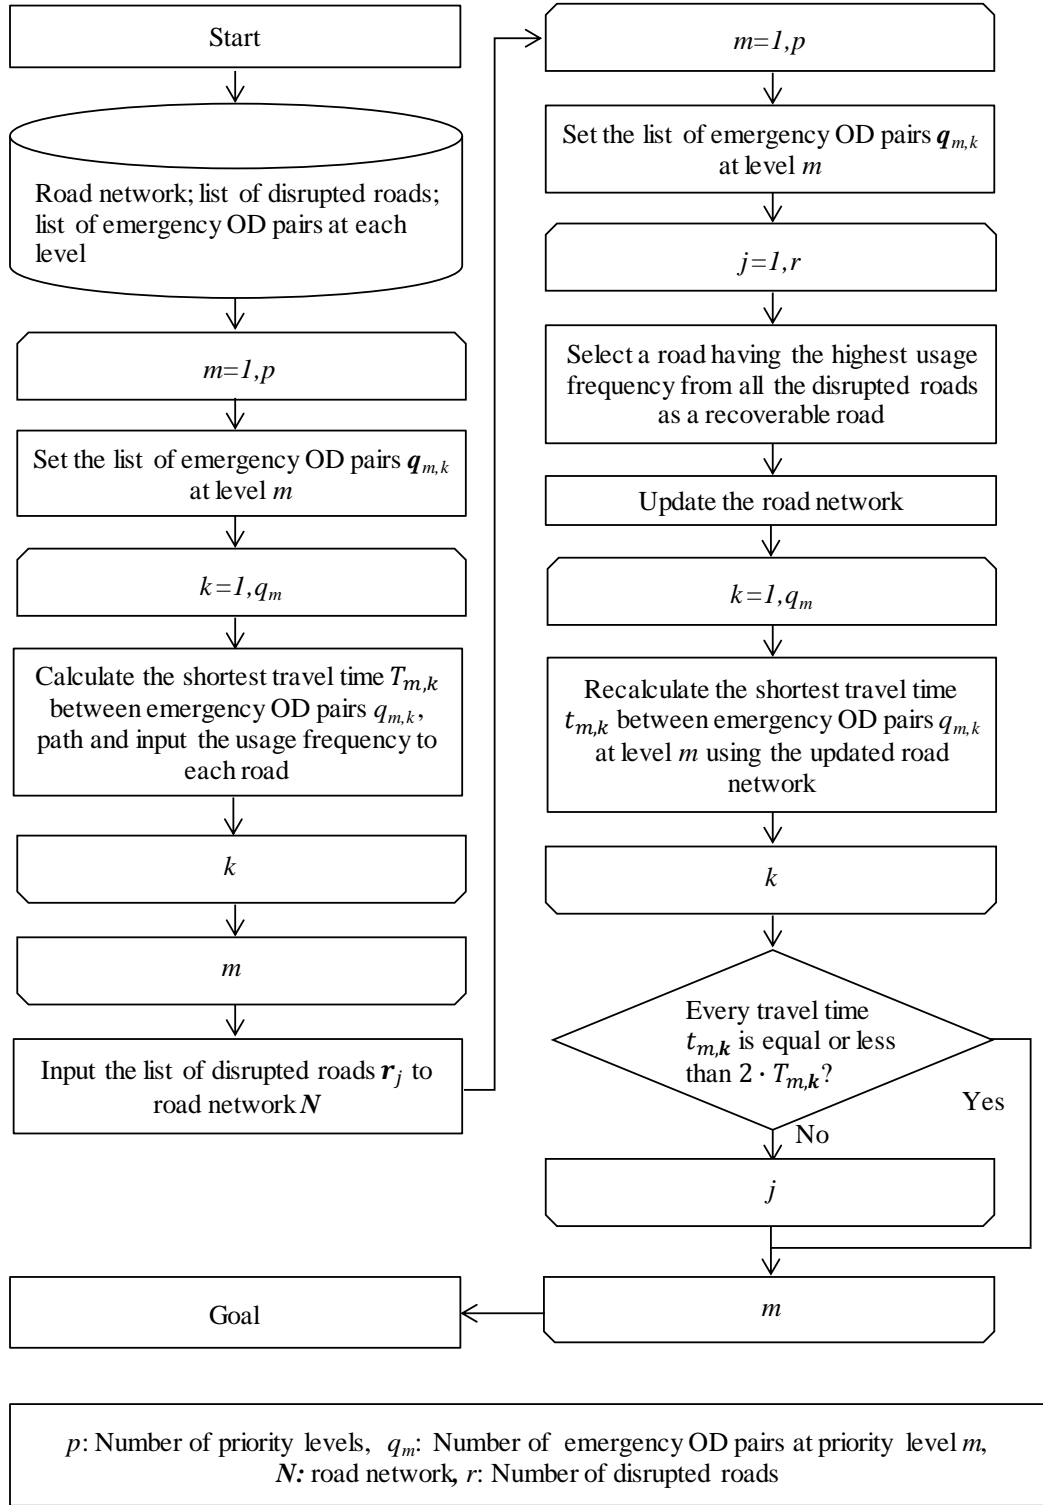 Start
Road network; list of disrupted roads;
list of emergency OD pairs at each
level
m=1,p
Set the list of emergency OD pairs q_{m,k}
at level m
k=1,q_m
Calculate the shortest travel time T_{m,k}
between emergency OD pairs q_{m,k},
path and input the usage frequency to
each road
k
m
Input the list of disrupted roads r_j to
road network N
m=1,p
Set the list of emergency OD pairs q_{m,k}
at level m
j=1,r
Select a road having the highest usage
frequency from all the disrupted roads
as a recoverable road
Update the road network
k=1,q_m
Recalculate the shortest travel time
t_{m,k} between emergency OD pairs q_{m,k}
at level m using the updated road
network
k
Every travel time
t_{m,k} is equal or less
than 2 · T_{m,k}?
Yes
No
j
m
Goal
p: Number of priority levels, q_m: Number of emergency OD pairs at priority level m,
N: road network, r: Number of disrupted roads